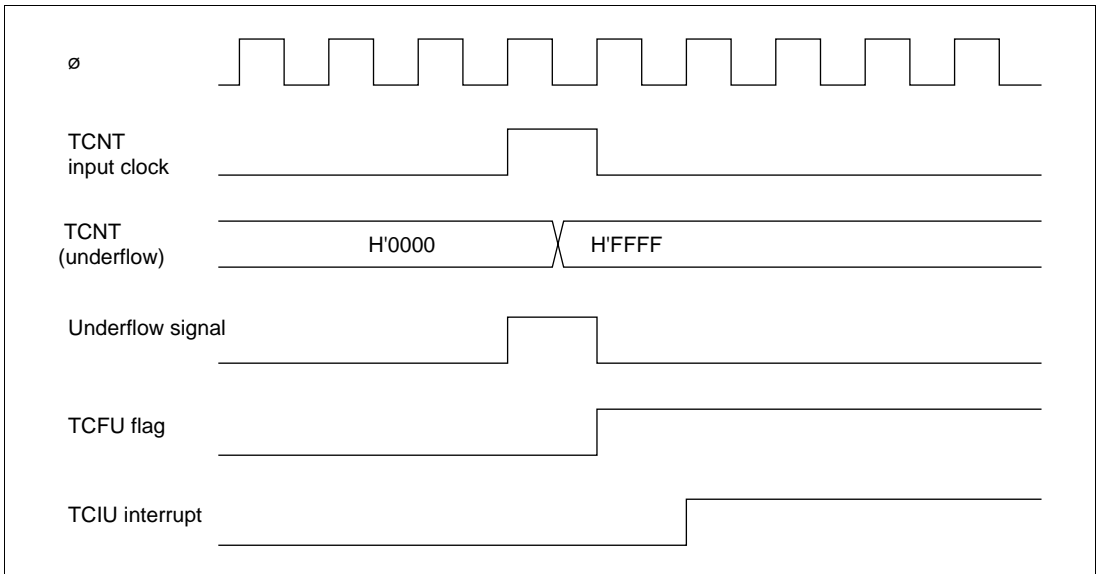 ø
TCNT
input clock
TCNT
(underflow)
H'0000
H'FFFF
Underflow signal
TCFU flag
TCIU interrupt